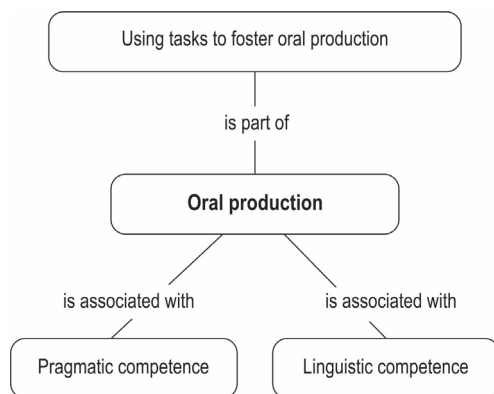 Using tasks to foster oral production
is part of
Oral production
is associated with
is associated with
Pragmatic competence
Linguistic competence